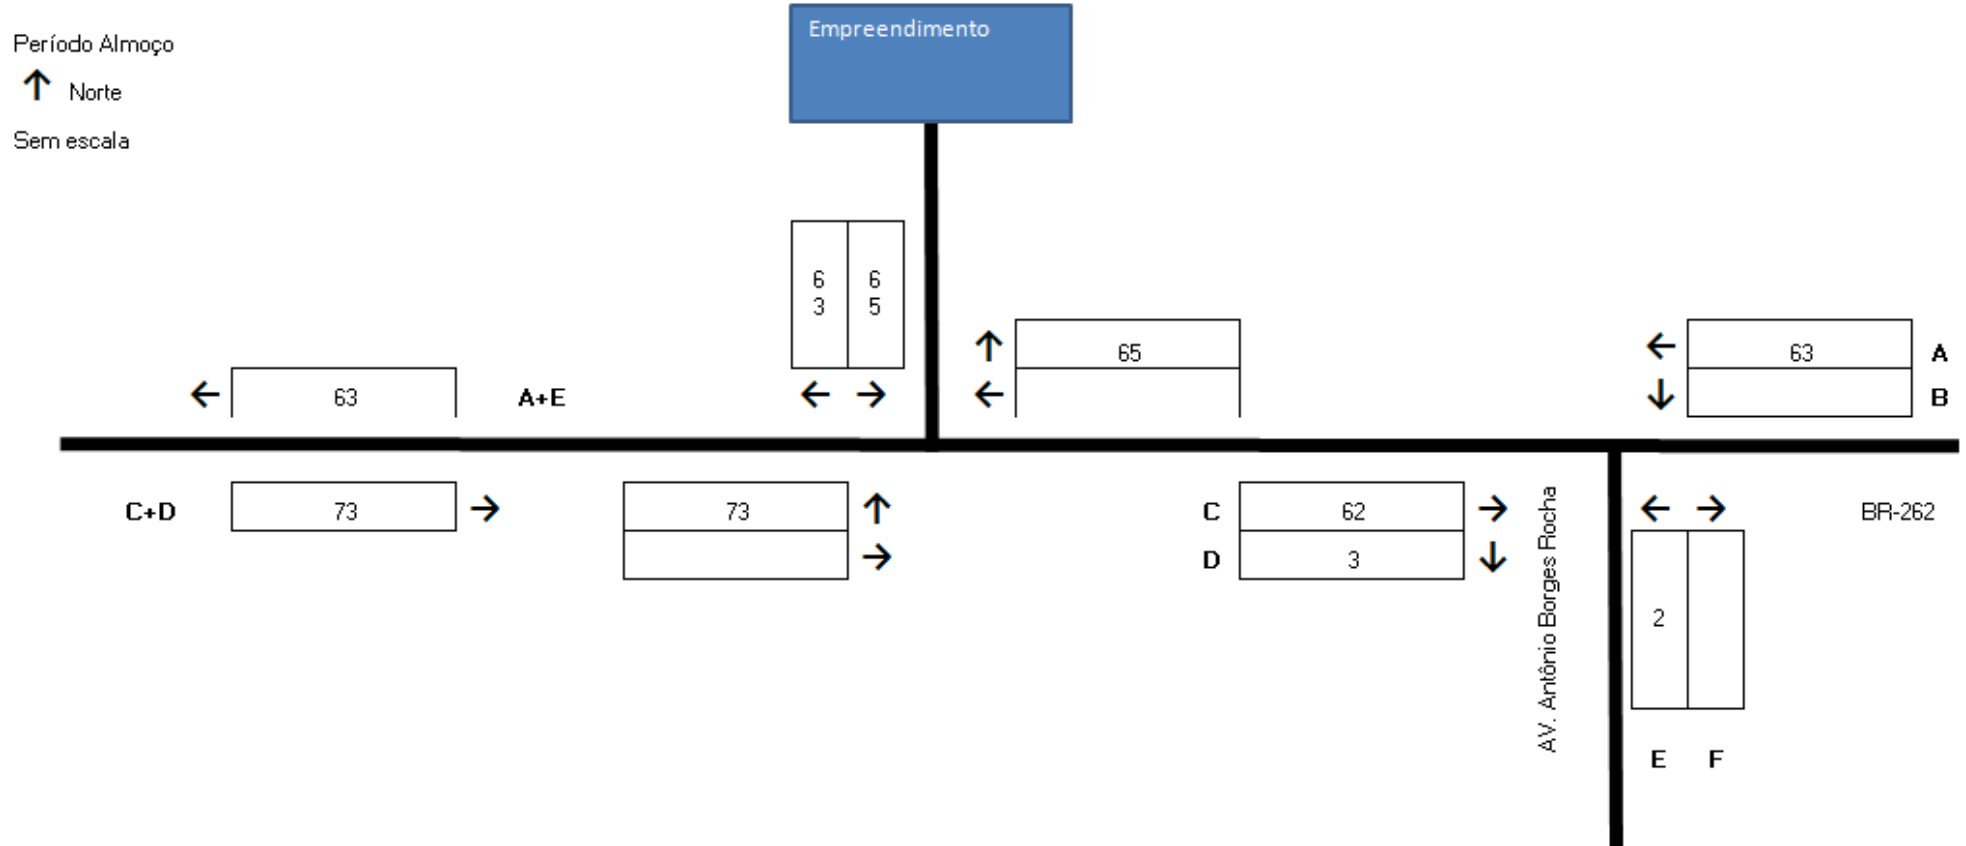 Empreendimento
Período Almoço
Norte
Sem escala
6
3
6
5
65
63
A
B
63
A+E
C+D
73
73
C
62
D
3
AV. Antônio Borges Rocha
BR-262
2
E
F